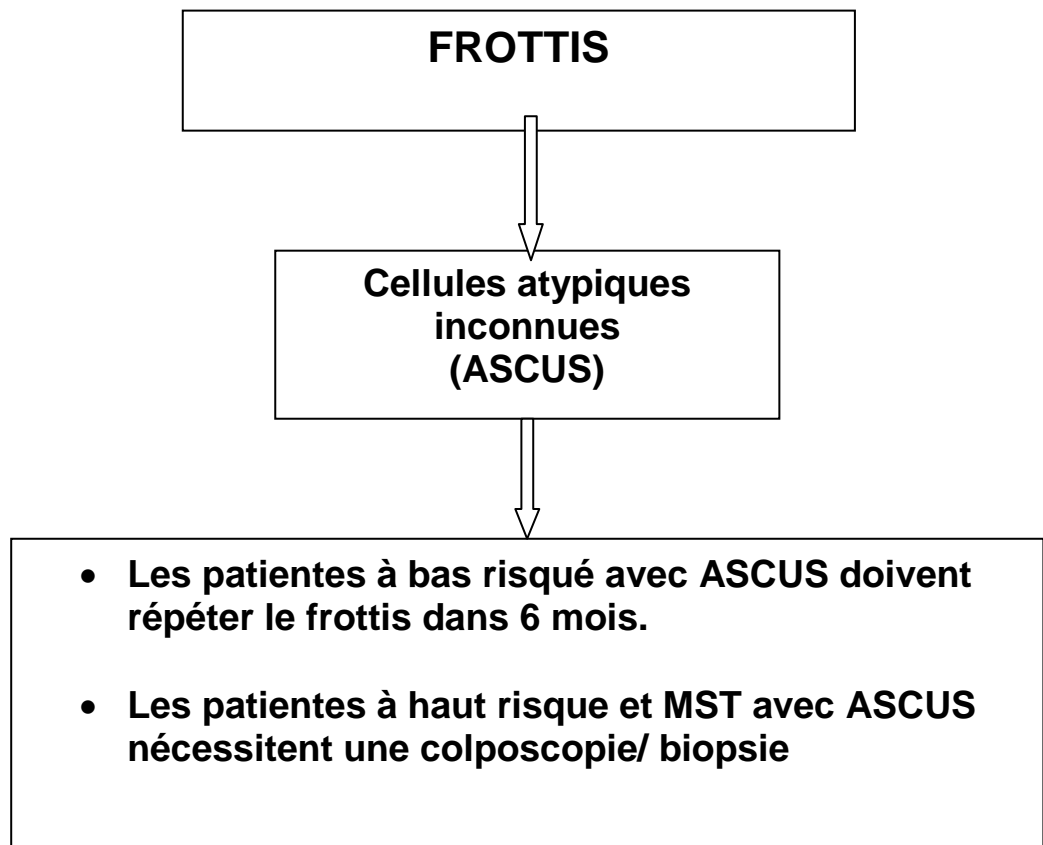 FROTTIS
Cellules atypiques
inconnues
(ASCUS)
• Les patientes à bas risqué avec ASCUS doivent
répéter le frottis dans 6 mois.
• Les patientes à haut risque et MST avec ASCUS
nécessitent une colposcopie/ biopsie